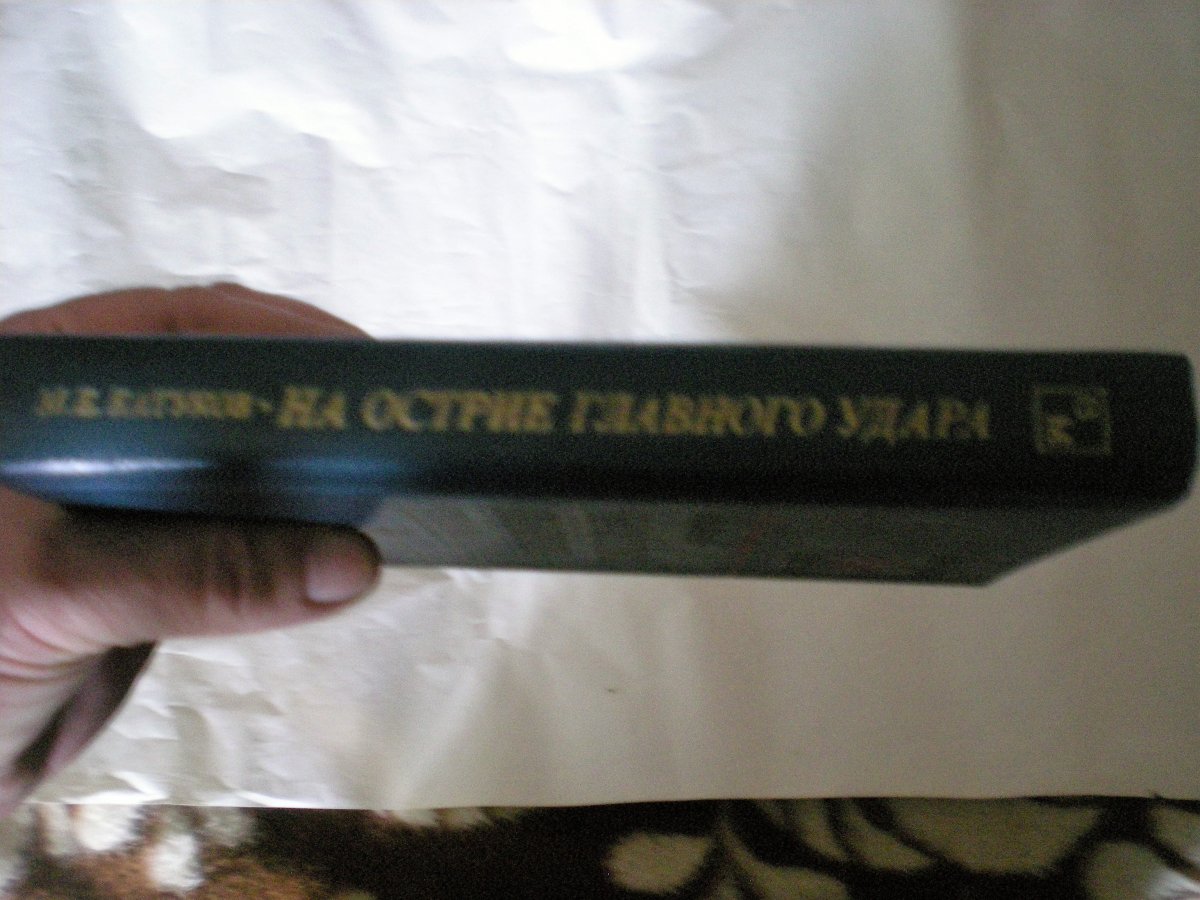 М.Е. КАТУКОВ · НА ОСТРИЕ ГЛАВНОГО УДАРА